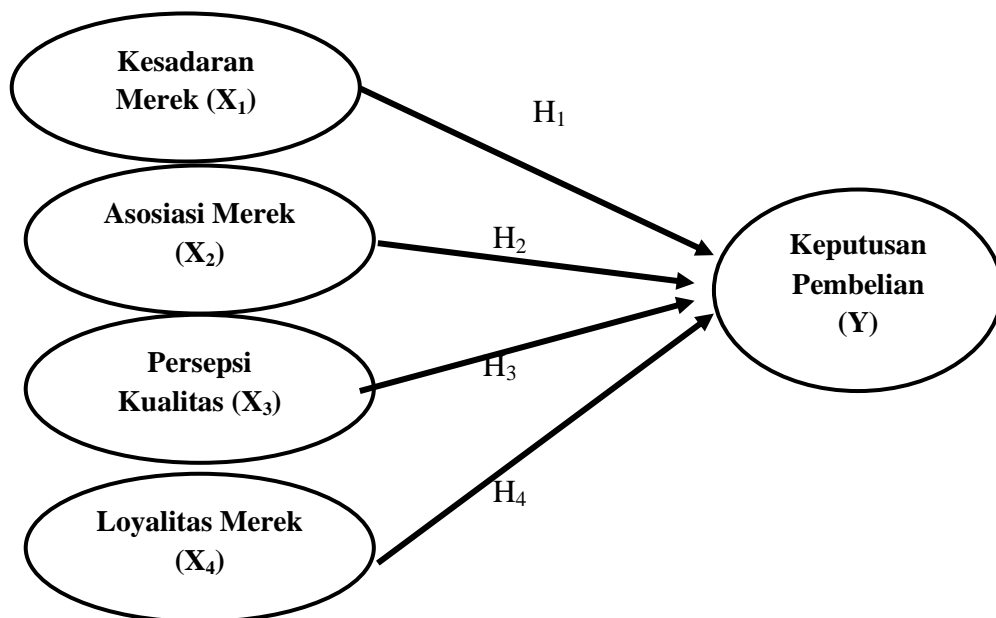 Kesadaran
Merek (X₁)
H₁
Asosiasi Merek
(X₂)
H₂
Keputusan
Pembelian
(Y)
Persepsi
Kualitas (X₃)
H₃
Loyalitas Merek
(X₄)
H₄